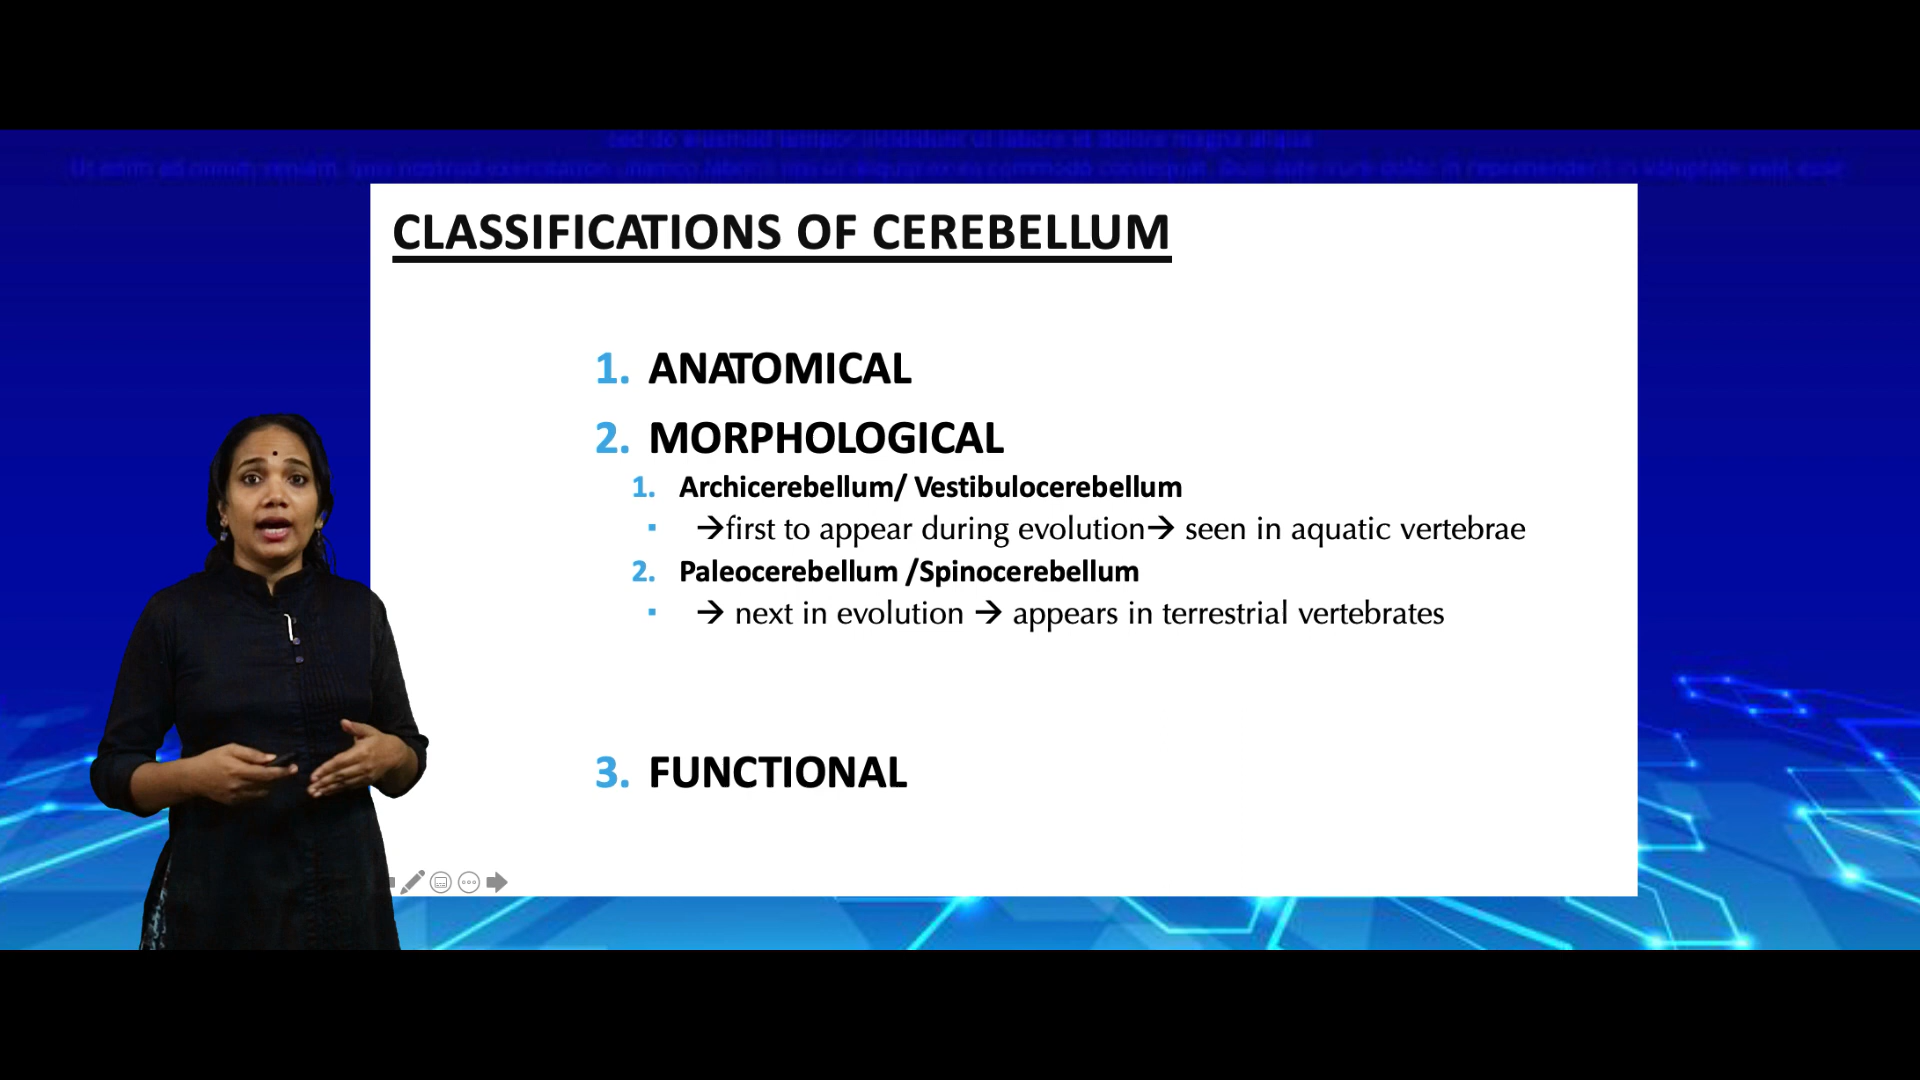 CLASSIFICATIONS OF CEREBELLUM
1. ANATOMICAL
2. MORPHOLOGICAL
1. Archicerebellum/ Vestibulocerebellum
▪ →first to appear during evolution→ seen in aquatic vertebrae
2. Paleocerebellum /Spinocerebellum
▪ → next in evolution → appears in terrestrial vertebrates
3. FUNCTIONAL